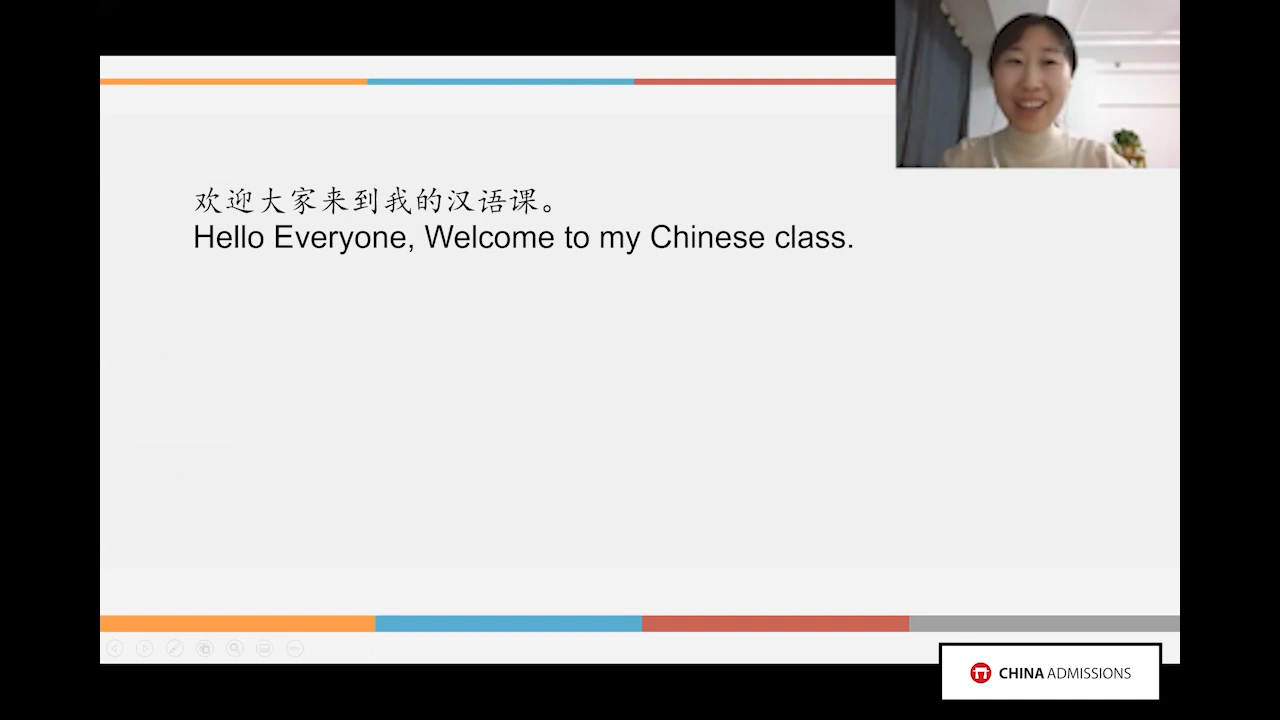 欢迎大家来到我的汉语课。
Hello Everyone, Welcome to my Chinese class.
CHINA ADMISSIONS